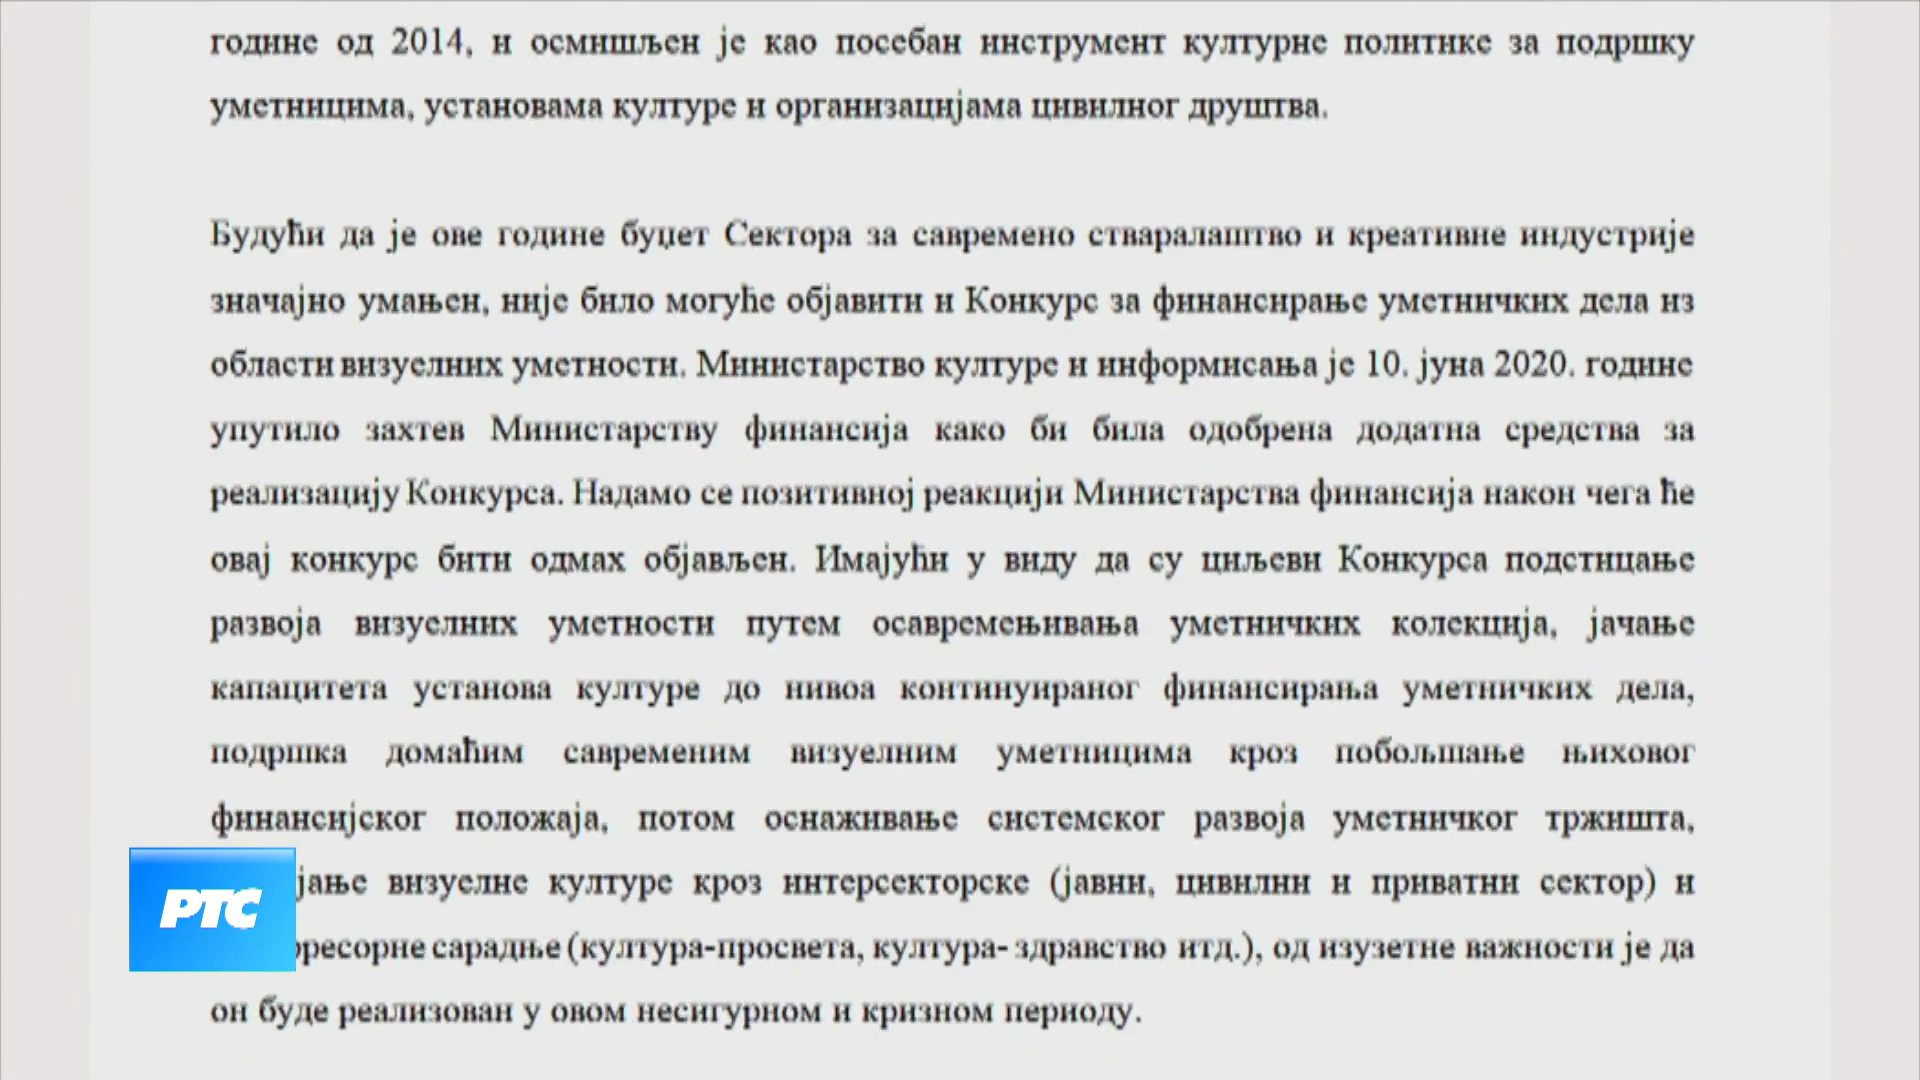 године од 2014, и осмишљен је као посебан инструмент културне политике за подршку
уметницима, установама културе и организацијама цивилног друштва.
Будући да је ове године буџет Сектора за савремено стваралаштво и креативне индустрије
значајно умањен, није било могуће објавити и Конкурс за финансирање уметничких дела из
области визуелних уметности. Министарство културе и информисања је 10. јуна 2020. године
упутило захтев Министарству финансија како би била одобрена додатна средства за
реализацију Конкурса. Надамо се позитивној реакцији Министарства финансија након чега ће
овај конкурс бити одмах објављен. Имајући у виду да су циљеви Конкурса подстицање
развоја визуелних уметности путем осавремењивања уметничких колекција, јачање
капацитета установа културе до нивоа континуираног финансирања уметничких дела,
подршка домаћим савременим визуелним уметницима кроз побољшање њиховог
финансијског положаја, потом оснаживање системског развоја уметничког тржишта,
јање визуелне културе кроз интерсекторске (јавни, цивилни и приватни сектор) и
ресорне сарадње (култура-просвета, култура- здравство итд.), од изузетне важности је да
он буде реализован у овом несигурном и кризном периоду.
РТС